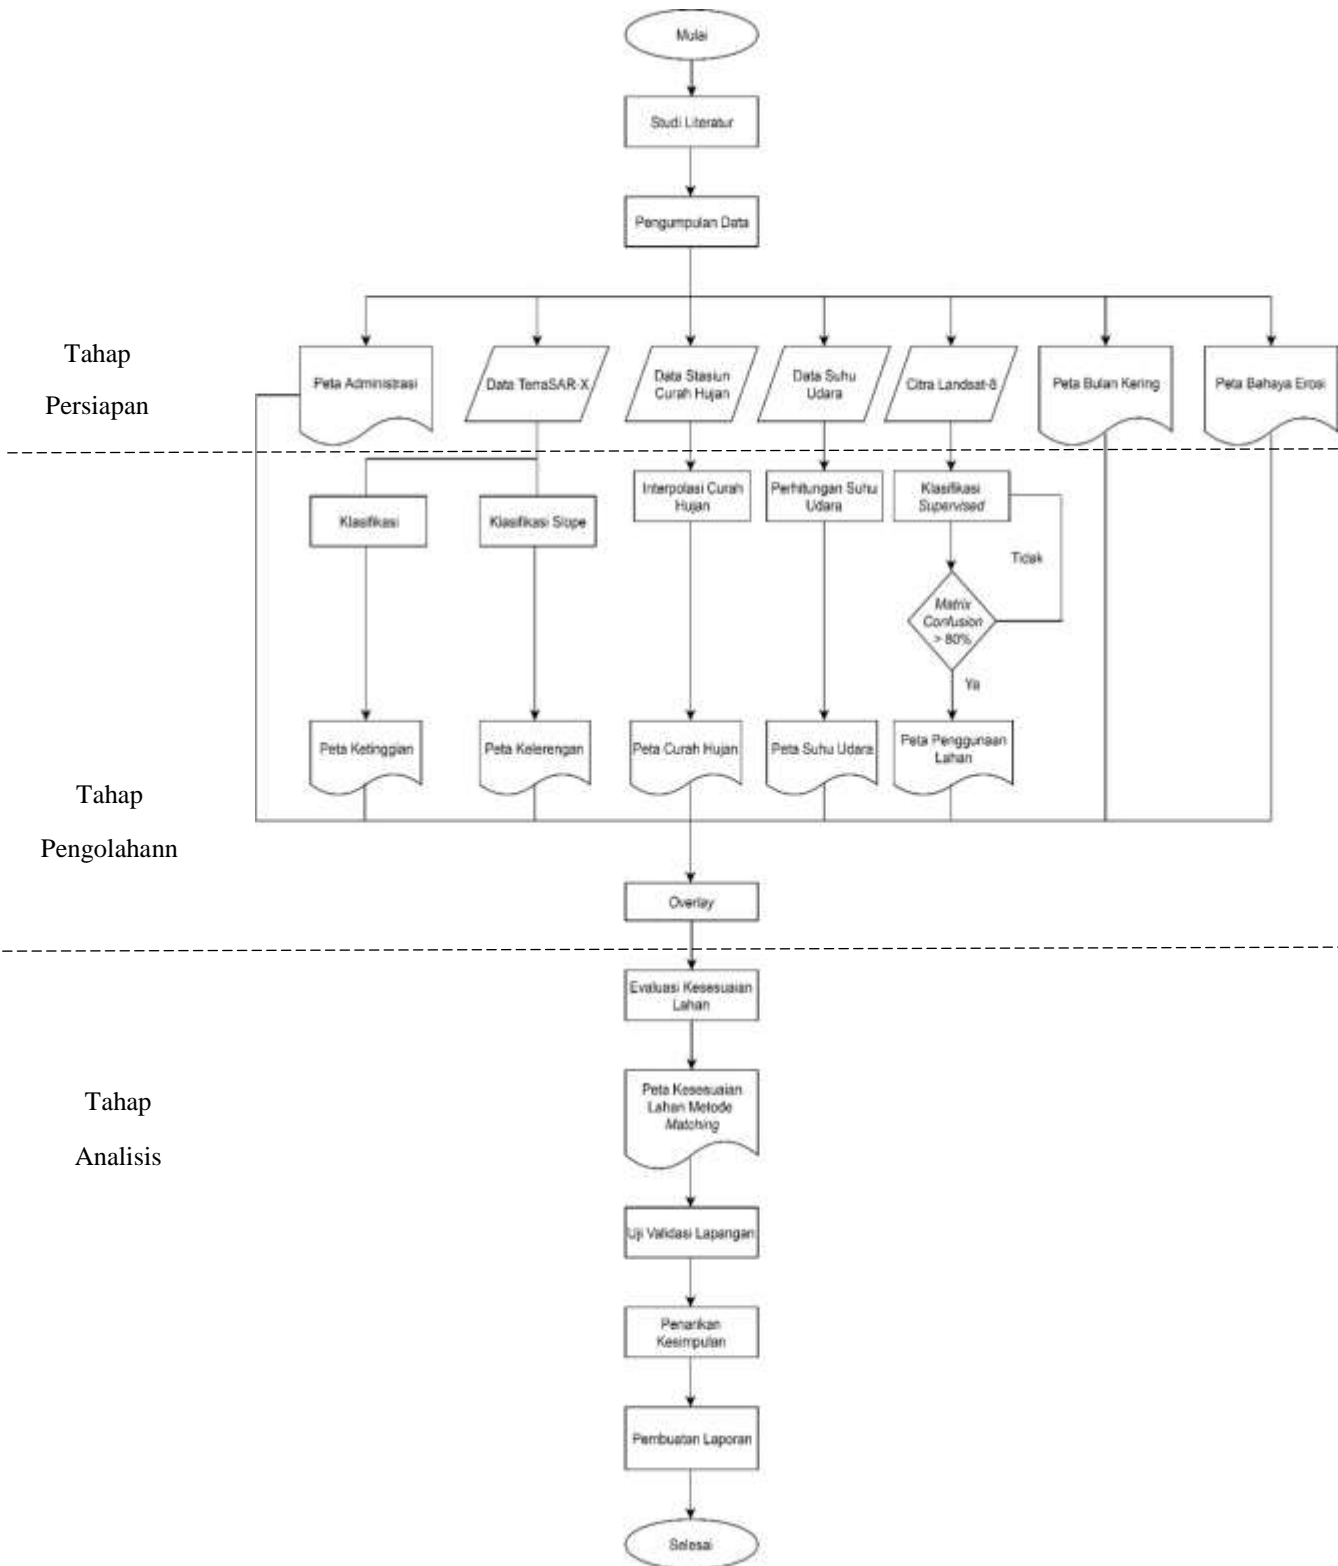 Mulai
Studi Literatur
Pengumpulan Data
Tahap
Persiapan
Peta Administrasi
Data TerraSAR-X
Data Stasiun
Curah Hujan
Data Suhu
Udara
Citra Landsat-8
Peta Bulan Kering
Peta Bahaya Erosi
Klasifikasi
Klasifikasi Slope
Interpolasi Curah
Hujan
Perhitungan Suhu
Udara
Klasifikasi
Supervised
Tidak
Matrix
Confusion
> 80%
Ya
Peta Ketinggian
Peta Kelerengan
Peta Curah Hujan
Peta Suhu Udara
Peta Penggunaan
Lahan
Tahap
Pengolahann
Overlay
Evaluasi Kesesuaian
Lahan
Peta Kesesuaian
Lahan Metode
Matching
Tahap
Analisis
Uji Validasi Lapangan
Penarikan
Kesimpulan
Pembuatan Laporan
Selesai